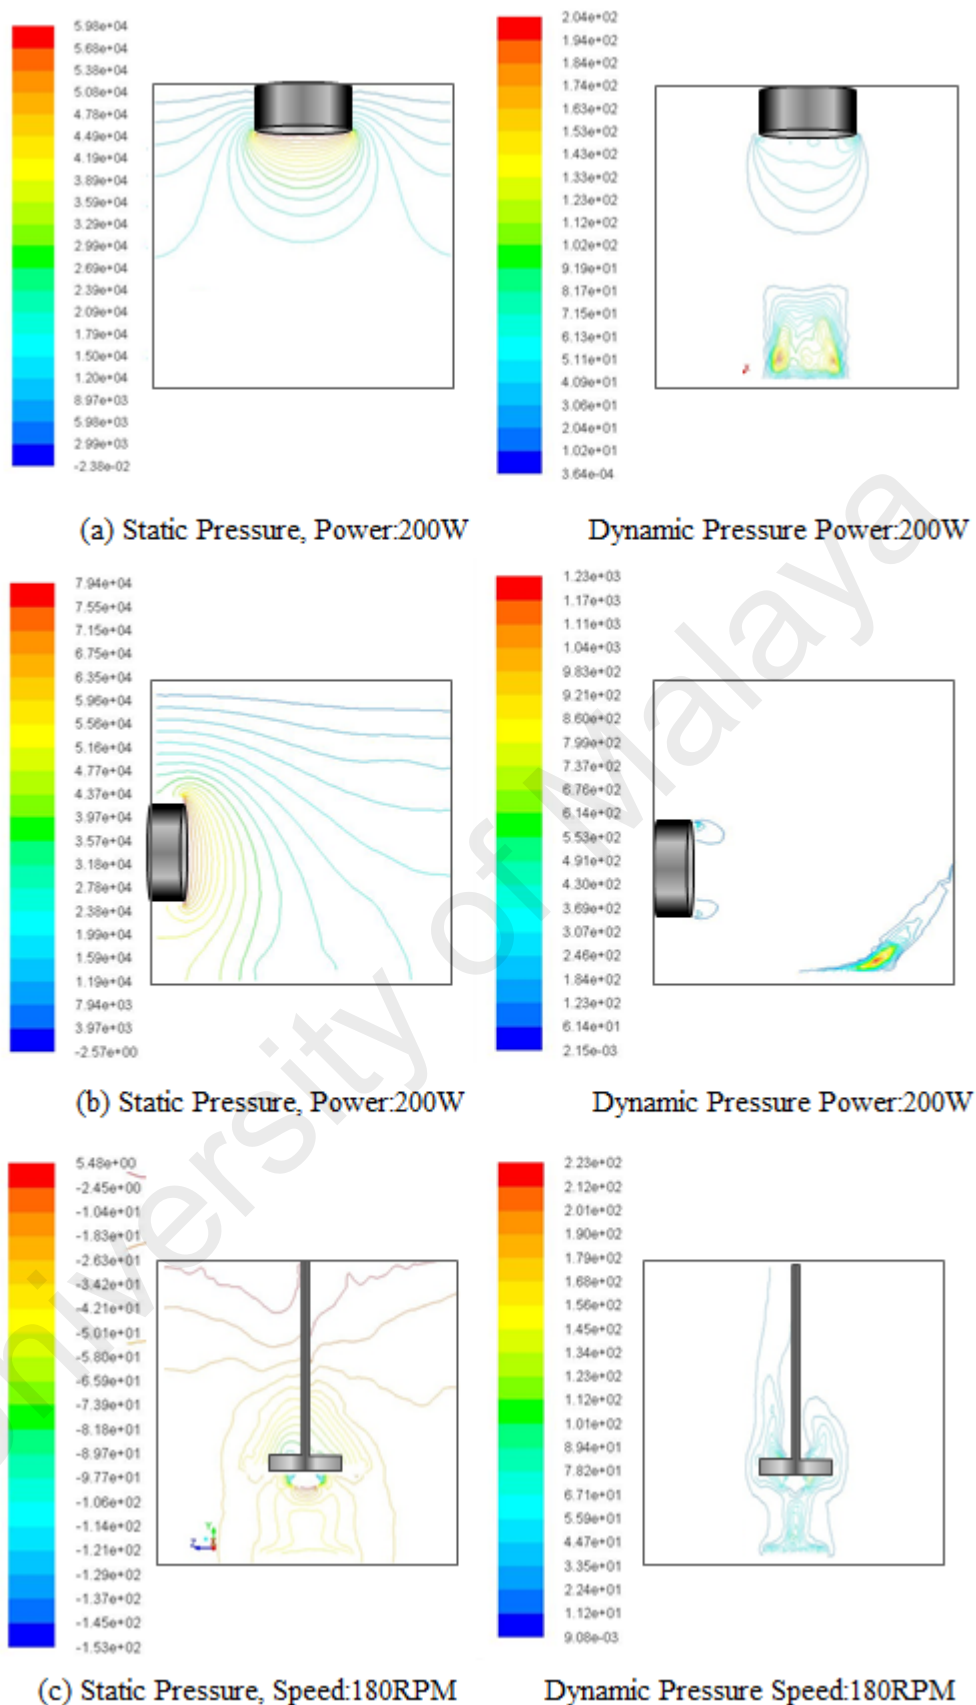 5.98e+04
5.68e+04
5.38e+04
5.08e+04
4.78e+04
4.49e+04
4.19e+04
3.89e+04
3.59e+04
3.29e+04
2.99e+04
2.69e+04
2.39e+04
2.09e+04
1.79e+04
1.50e+04
1.20e+04
8.97e+03
5.98e+03
2.99e+03
-2.38e-02
2.04e+02
1.94e+02
1.84e+02
1.74e+02
1.63e+02
1.53e+02
1.43e+02
1.33e+02
1.23e+02
1.12e+02
1.02e+02
9.19e+01
8.17e+01
7.15e+01
6.13e+01
5.11e+01
4.09e+01
3.06e+01
2.04e+01
1.02e+01
3.64e-04
X
(a) Static Pressure, Power:200W
Dynamic Pressure Power:200W
7.94e+04
7.55e+04
7.15e+04
6.75e+04
6.35e+04
5.96e+04
5.56e+04
5.16e+04
4.77e+04
4.37e+04
3.97e+04
3.57e+04
3.18e+04
2.78e+04
2.38e+04
1.99e+04
1.59e+04
1.19e+04
7.94e+03
3.97e+03
-2.57e+00
1.23e+03
1.17e+03
1.11e+03
1.04e+03
9.83e+02
9.21e+02
8.60e+02
7.99e+02
7.37e+02
6.76e+02
6.14e+02
5.53e+02
4.91e+02
4.30e+02
3.69e+02
3.07e+02
2.46e+02
1.84e+02
1.23e+02
6.14e+01
2.15e-03
(b) Static Pressure, Power:200W
Dynamic Pressure Power:200W
5.48e+00
-2.45e+00
-1.04e+01
-1.83e+01
-2.63e+01
-3.42e+01
-4.21e+01
-5.01e+01
-5.80e+01
-6.59e+01
-7.39e+01
-8.18e+01
-8.97e+01
-9.77e+01
-1.06e+02
-1.14e+02
-1.21e+02
-1.29e+02
-1.37e+02
-1.45e+02
-1.53e+02
Y
Z
X
2.23e+02
2.12e+02
2.01e+02
1.90e+02
1.79e+02
1.68e+02
1.56e+02
1.45e+02
1.34e+02
1.23e+02
1.12e+02
1.01e+02
8.94e+01
7.82e+01
6.71e+01
5.59e+01
4.47e+01
3.35e+01
2.24e+01
1.12e+01
9.08e-03
(c) Static Pressure, Speed:180RPM
Dynamic Pressure Speed:180RPM
University of Malaya